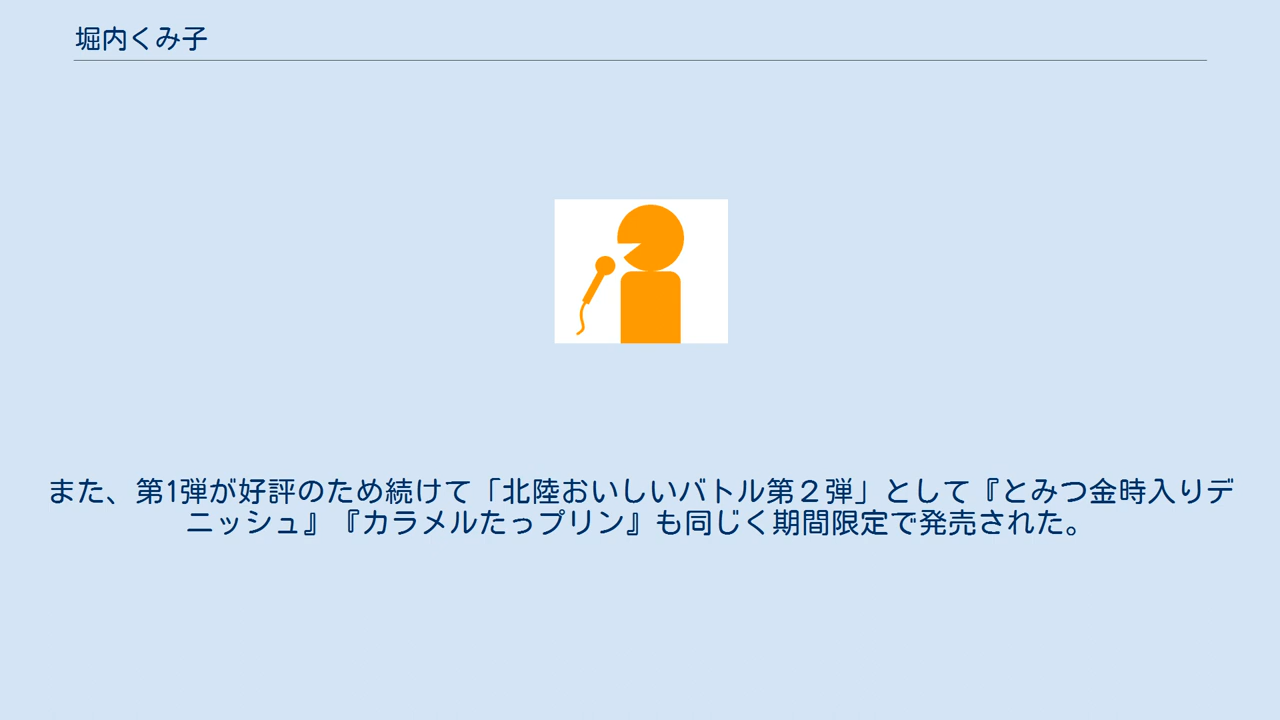 堀内くみ子
また、第1弾が好評のため続けて「北陸おいしいバトル第２弾」として『とみつ金時入りデ
ニッシュ』『カラメルたっプリン』も同じく期間限定で発売された。